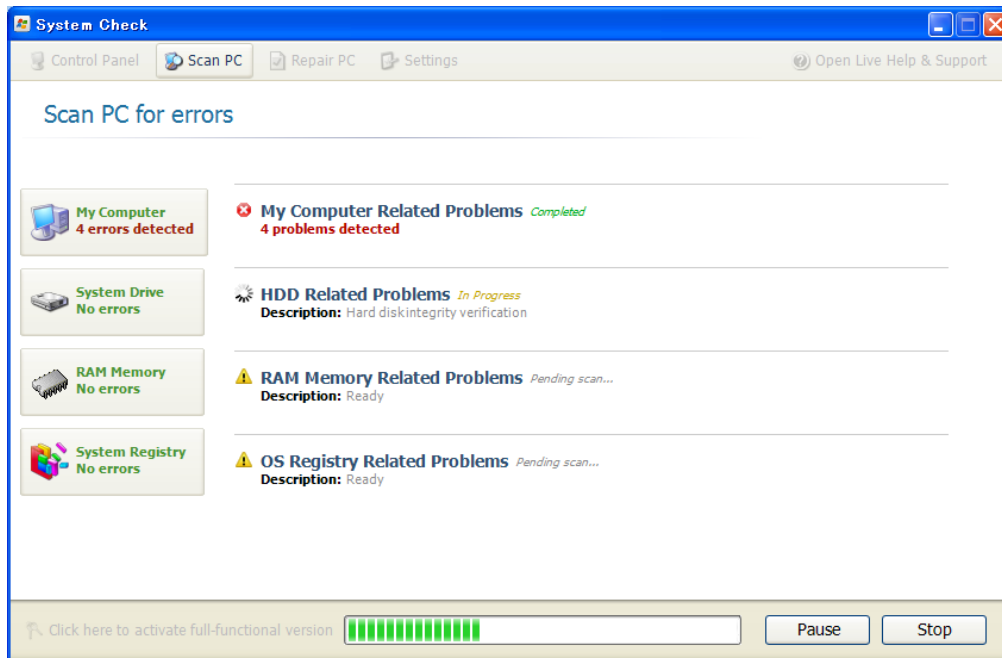 System Check
Control Panel Scan PC Repair PC Settings Open Live Help & Support
Scan PC for errors
My Computer
4 errors detected
System Drive
No errors
RAM Memory
No errors
System Registry
No errors
My Computer Related Problems Completed
4 problems detected
HDD Related Problems In Progress
Description: Hard diskintegrity verification
RAM Memory Related Problems Pending scan...
Description: Ready
OS Registry Related Problems Pending scan...
Description: Ready
Click here to activate full-functional version Pause Stop